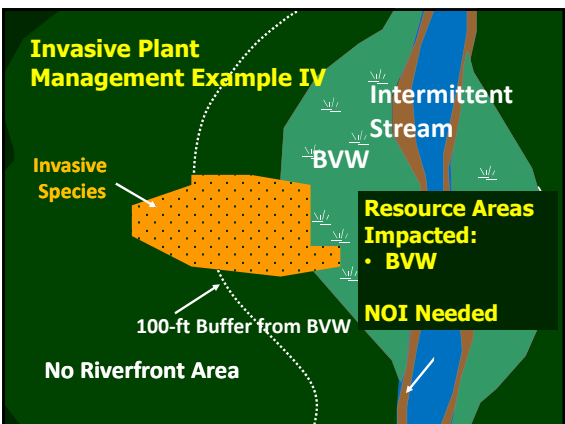 Invasive Plant
Management Example IV
Intermittent
Stream
BVW
Invasive
Species
Resource Areas
Impacted:
• BVW
NOI Needed
100-ft Buffer from BVW
No Riverfront Area